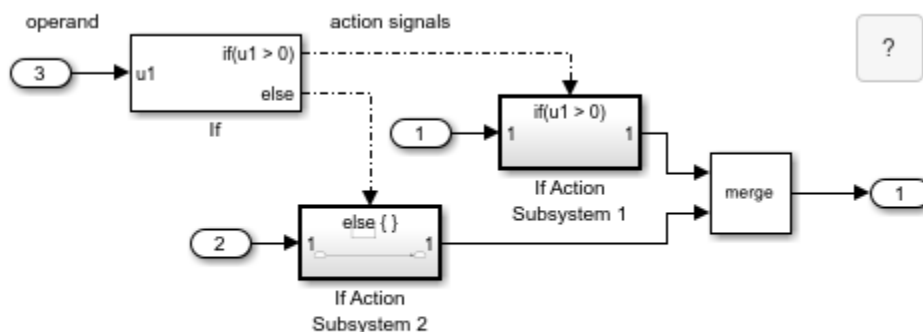 operand
action signals
3
u1
if(u1 > 0)
else
If
?
1
if(u1 > 0)
1
1
If Action
Subsystem 1
merge
1
2
else { }
1
1
If Action
Subsystem 2